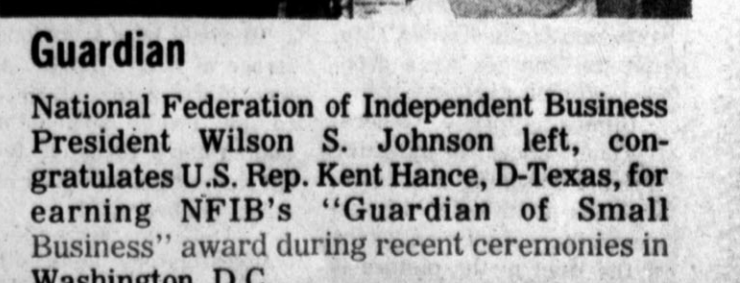 Guardian
National Federation of Independent Business
President Wilson S. Johnson left, con-
gratulates U.S. Rep. Kent Hance, D-Texas, for
earning NFIB's "Guardian of Small
Business" award during recent ceremonies in
Washington, D.C.